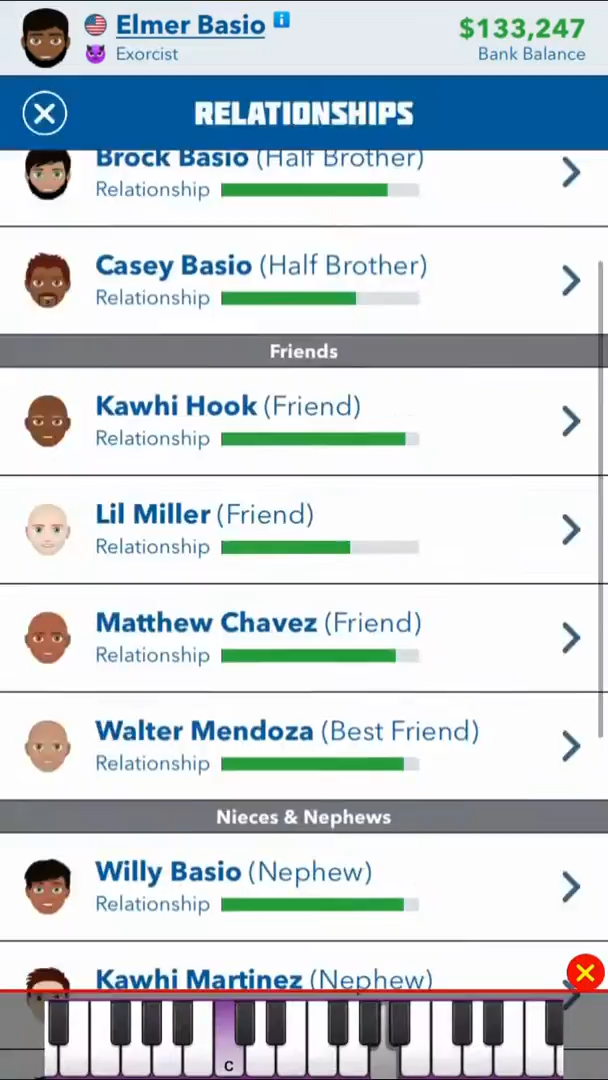 Elmer Basio i
$133,247
Exorcist
Bank Balance
RELATIONSHIPS
Brock Basio (Half Brother)
Relationship
Casey Basio (Half Brother)
Relationship
Friends
Kawhi Hook (Friend)
Relationship
Lil Miller (Friend)
Relationship
Matthew Chavez (Friend)
Relationship
Walter Mendoza (Best Friend)
Relationship
Nieces & Nephews
Willy Basio (Nephew)
Relationship
Kawhi Martinez (Nephew)
C